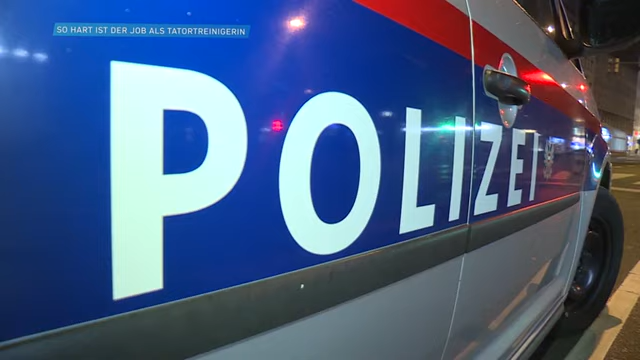 SO HART IST DER JOB ALS TATORTREINIGERIN
POLIZEI